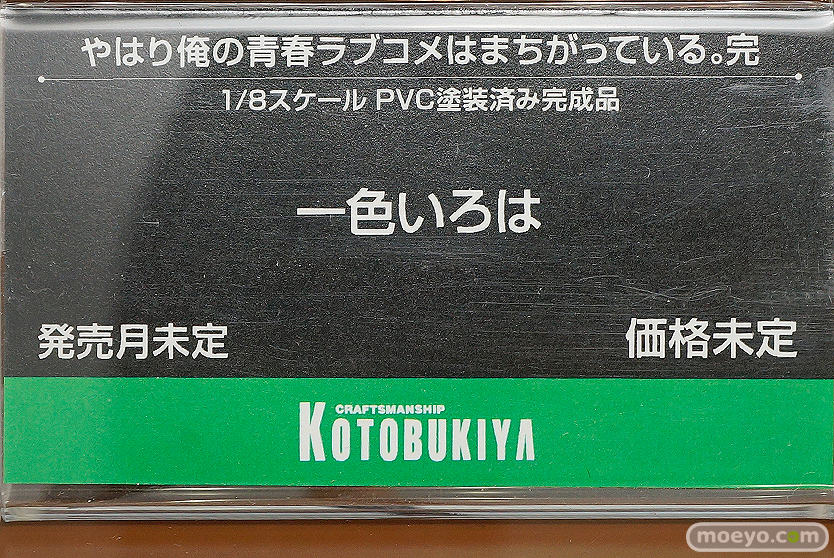 やはり俺の青春ラブコメはまちがっている。完
1/8スケール PVC塗装済み完成品
一色いろは
発売月未定 価格未定
CRAFTSMANSHIP
KOTOBUKIYA
moeyo.com